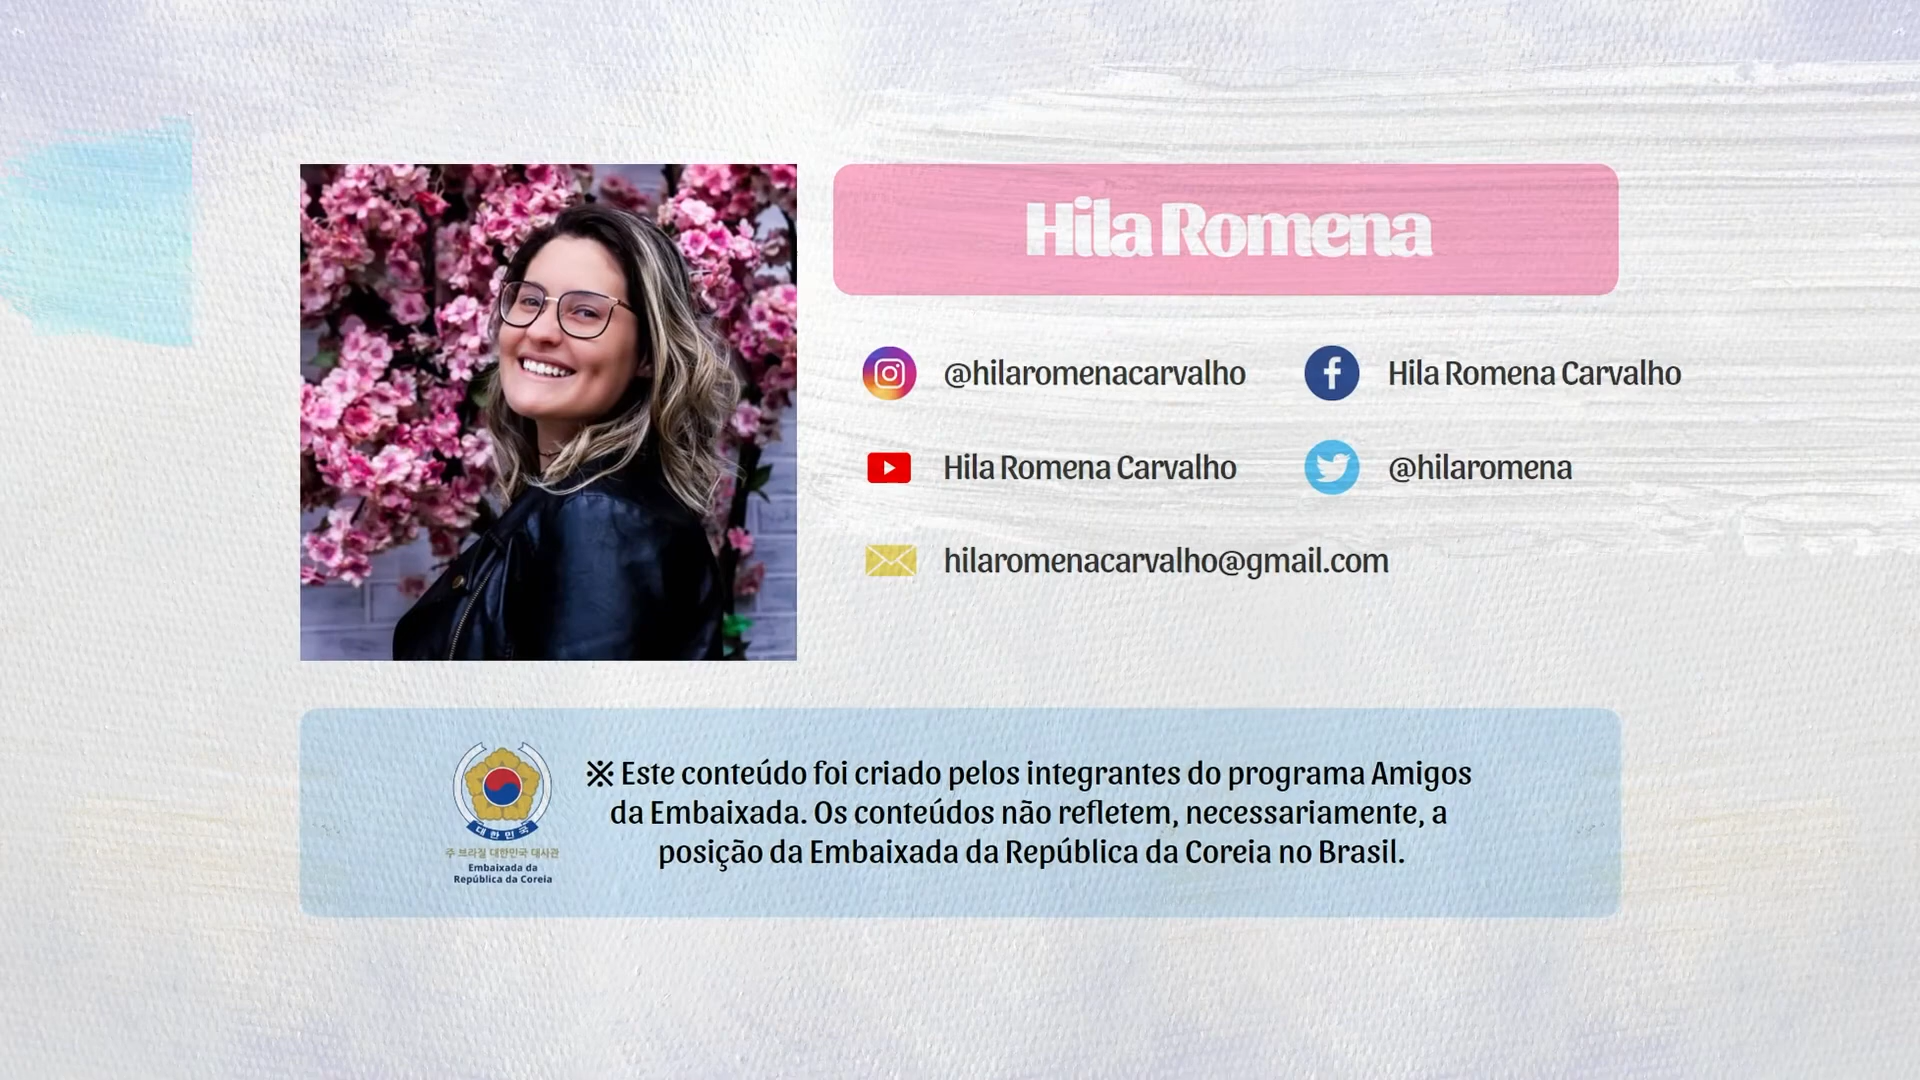 Hila Romena
@hilaromenacarvalho
Hila Romena Carvalho
Hila Romena Carvalho
@hilaromena
hilaromenacarvalho@gmail.com
대한민국
주 브라질 대한민국 대사관
Embaixada da
República da Coreia
※ Este conteúdo foi criado pelos integrantes do programa Amigos
da Embaixada. Os conteúdos não refletem, necessariamente, a
posição da Embaixada da República da Coreia no Brasil.